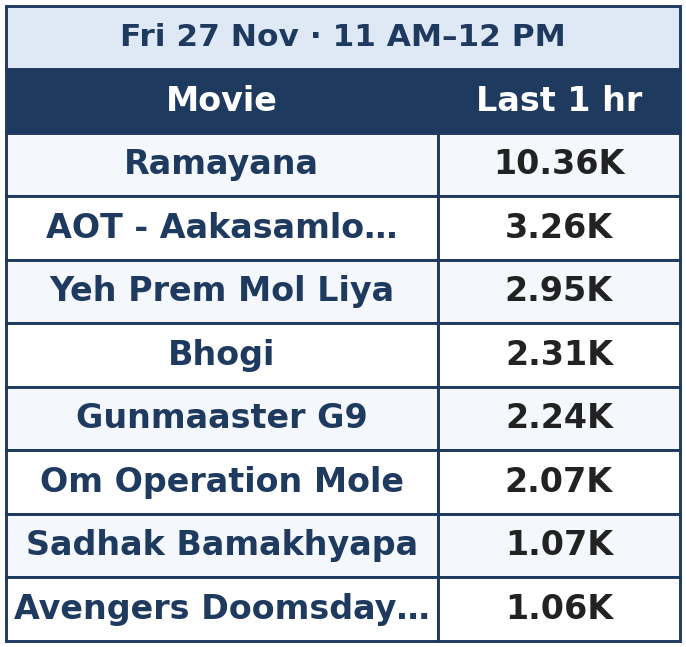 Fri 27 Nov · 11 AM–12 PM
Movie Last 1 hr
Ramayana 10.36K
AOT - Aakasamlo... 3.26K
Yeh Prem Mol Liya 2.95K
Bhogi 2.31K
Gunmaaster G9 2.24K
Om Operation Mole 2.07K
Sadhak Bamakhyapa 1.07K
Avengers Doomsday... 1.06K